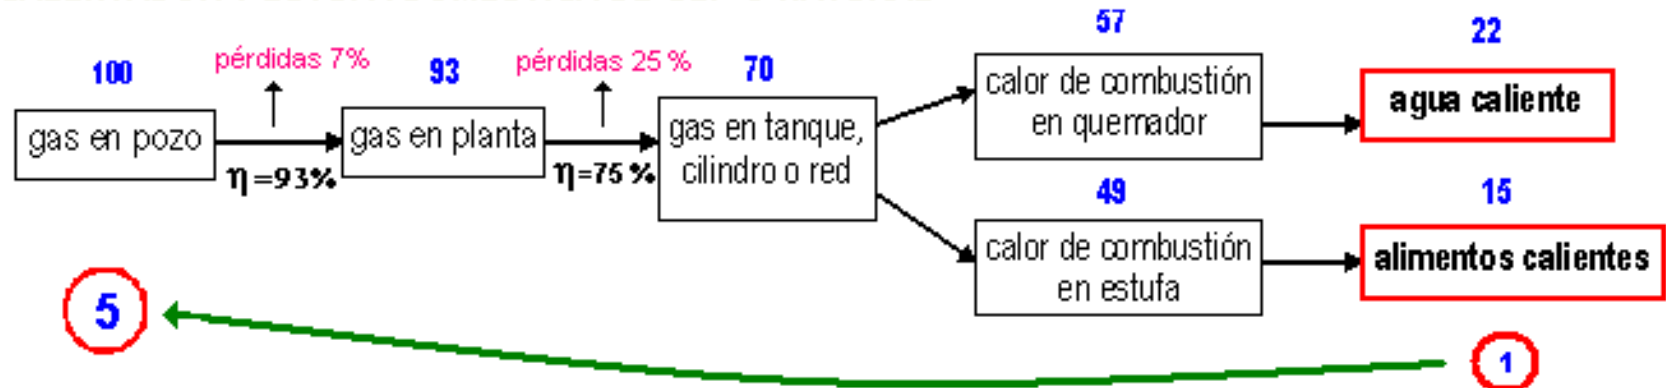 100
pérdidas 7%
93
pérdidas 25 %
70
57
22
gas en pozo
η=93%
gas en planta
η=75 %
gas en tanque,
cilindro o red
calor de combustión
en quemador
agua caliente
49
15
calor de combustión
en estufa
alimentos calientes
5
1